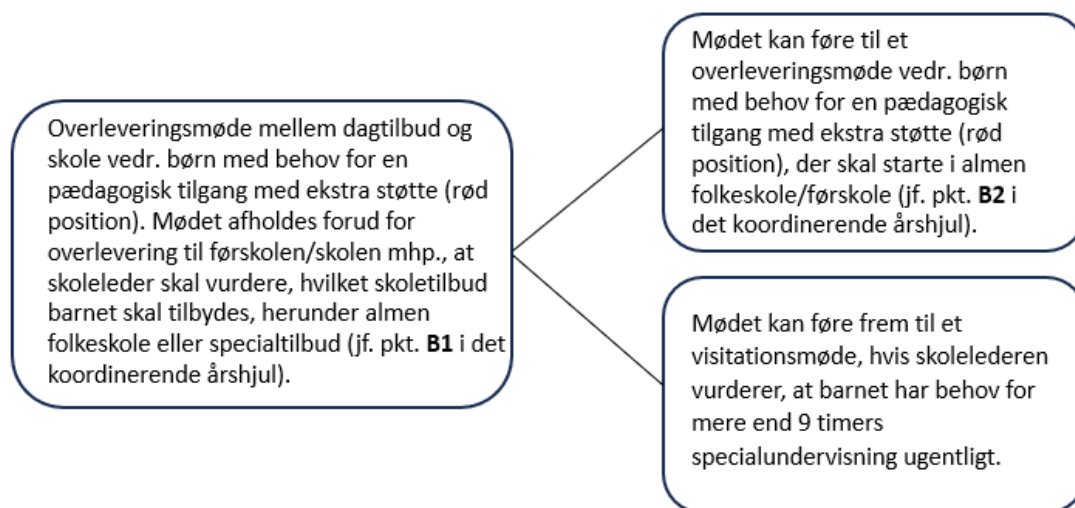 Overleveringsmøde mellem dagtilbud og
skole vedr. børn med behov for en
pædagogisk tilgang med ekstra støtte (rød
position). Mødet afholdes forud for
overlevering til førskolen/skolen mhp., at
skoleleder skal vurdere, hvilket skoletilbud
barnet skal tilbydes, herunder almen
folkeskole eller specialtilbud (jf. pkt. B1 i det
koordinerende årshjul).
Mødet kan føre til et
overleveringsmøde vedr. børn
med behov for en pædagogisk
tilgang med ekstra støtte (rød
position), der skal starte i almen
folkeskole/førskole (jf. pkt. B2 i
det koordinerende årshjul).
Mødet kan føre frem til et
visitationsmøde, hvis skolelederen
vurderer, at barnet har behov for
mere end 9 timers
specialundervisning ugentligt.